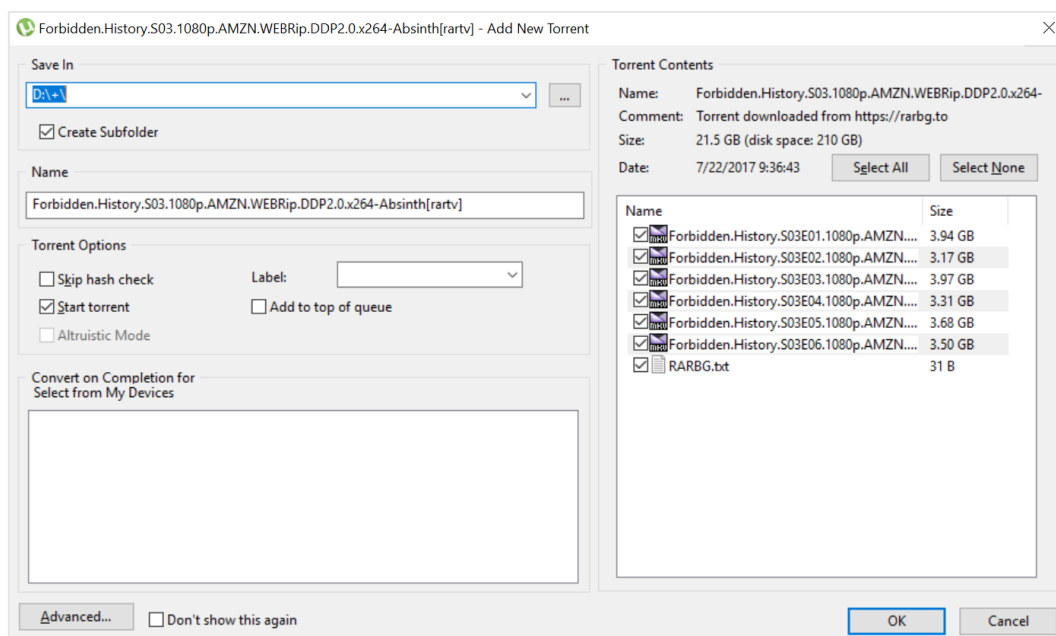 Forbidden.History.S03.1080p.AMZN.WEBRip.DDP2.0.x264-Absinth[rartv] - Add New Torrent
Save In
D:\+\
...
Create Subfolder
Name
Forbidden.History.S03.1080p.AMZN.WEBRip.DDP2.0.x264-Absinth[rartv]
Torrent Options
Skip hash check
Label:
Start torrent
Add to top of queue
Altruistic Mode
Convert on Completion for
Select from My Devices
Advanced...
Don't show this again
Torrent Contents
Name: Forbidden.History.S03.1080p.AMZN.WEBRip.DDP2.0.x264-
Comment: Torrent downloaded from https://rarbg.to
Size: 21.5 GB (disk space: 210 GB)
Date: 7/22/2017 9:36:43
Select All
Select None
Name Size
Forbidden.History.S03E01.1080p.AMZN.... 3.94 GB
Forbidden.History.S03E02.1080p.AMZN.... 3.17 GB
Forbidden.History.S03E03.1080p.AMZN.... 3.97 GB
Forbidden.History.S03E04.1080p.AMZN.... 3.31 GB
Forbidden.History.S03E05.1080p.AMZN.... 3.68 GB
Forbidden.History.S03E06.1080p.AMZN.... 3.50 GB
RARBG.txt 31 B
OK
Cancel